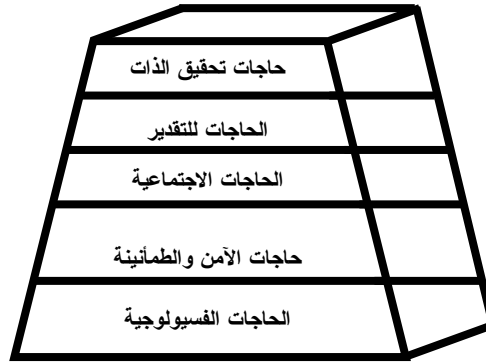 حاجات تحقيق الذات
الحاجات للتقدير
الحاجات الاجتماعية
حاجات الآمن والطمأنينة
الحاجات الفسيولوجية